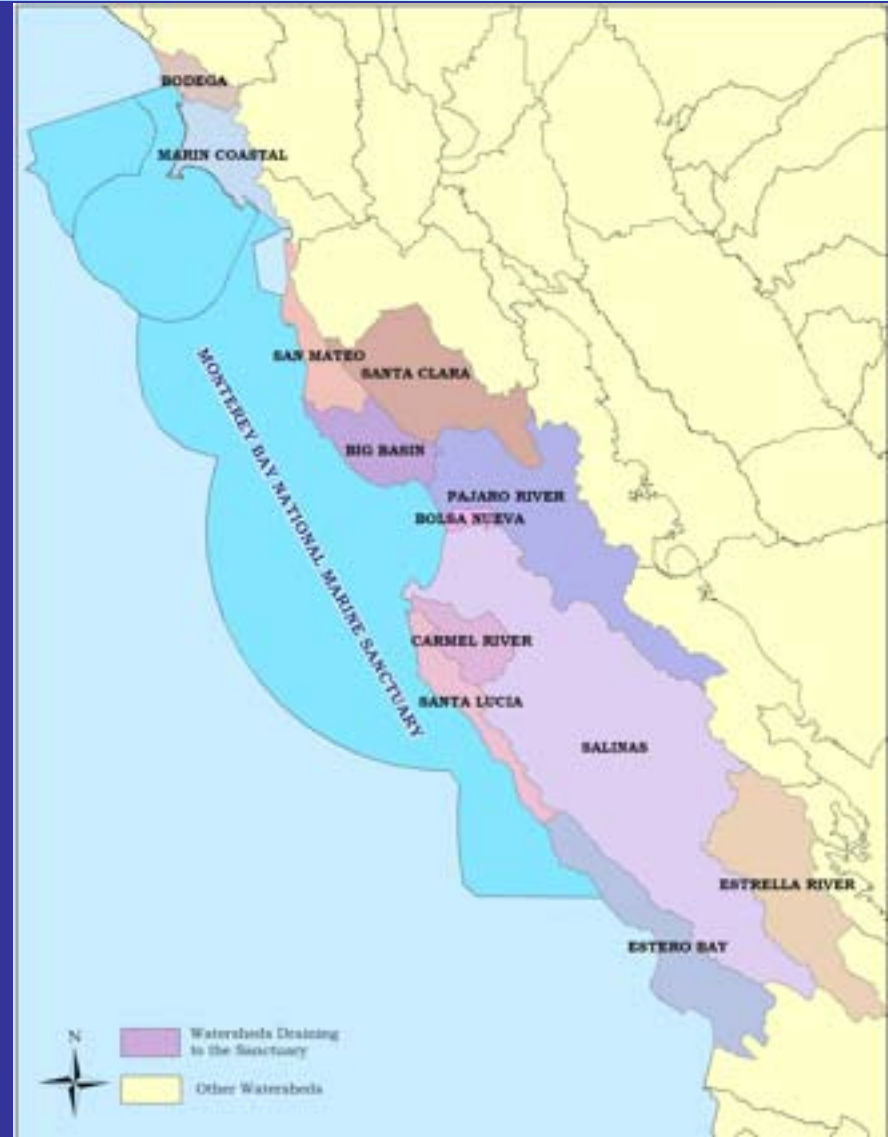 BODEGA
MARIN COASTAL
SAN MATEO
SANTA CLARA
BIG BASIN
PAJARO RIVER
BOLSA NUEVA
MONTEREY BAY NATIONAL MARINE SANCTUARY
CARMEL RIVER
SANTA LUCIA
SALINAS
ESTRELLA RIVER
ESTERO BAY
N
Watersheds Draining
to the Sanctuary
Other Watersheds